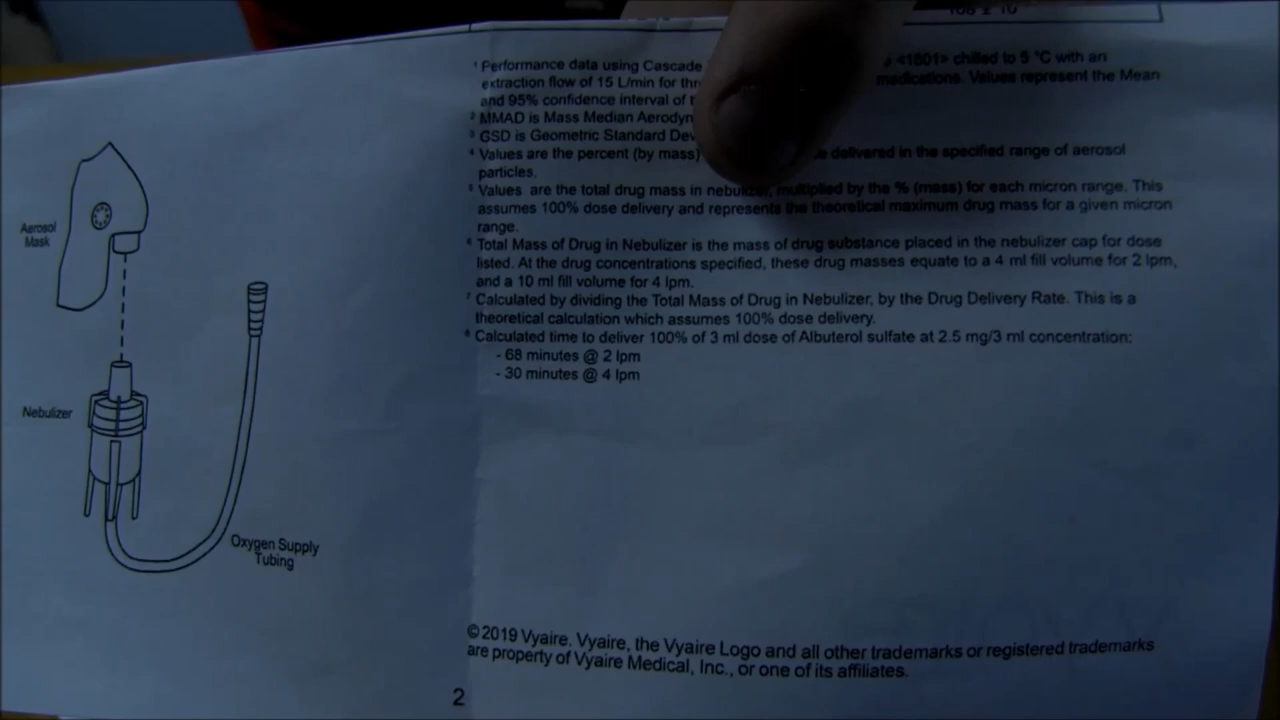 Aerosol
Mask
Nebulizer
Oxygen Supply
Tubing
2
¹ Performance data using Cascade <1601> chilled to 5 °C with an
extraction flow of 15 L/min for medications. Values represent the Mean
and 95% confidence interval of
² MMAD is Mass Median
³ GSD is Geometric Standard
⁴ Values are the percent (by mass) delivered in the specified range of aerosol
particles.
⁵ Values are the total drug mass in nebulizer, multiplied by the % (mass) for each micron range. This
assumes 100% dose delivery and represents the theoretical maximum drug mass for a given micron
range.
⁶ Total Mass of Drug in Nebulizer is the mass of drug substance placed in the nebulizer cap for dose
listed. At the drug concentrations specified, these drug masses equate to a 4 ml fill volume for 2 lpm,
and a 10 ml fill volume for 4 lpm.
⁷ Calculated by dividing the Total Mass of Drug in Nebulizer, by the Drug Delivery Rate. This is a
theoretical calculation which assumes 100% dose delivery.
⁸ Calculated time to deliver 100% of 3 ml dose of Albuterol sulfate at 2.5 mg/3 ml concentration:
- 68 minutes @ 2 lpm
- 30 minutes @ 4 lpm
©2019 Vyaire. Vyaire, the Vyaire Logo and all other trademarks or registered trademarks
are property of Vyaire Medical, Inc., or one of its affiliates.